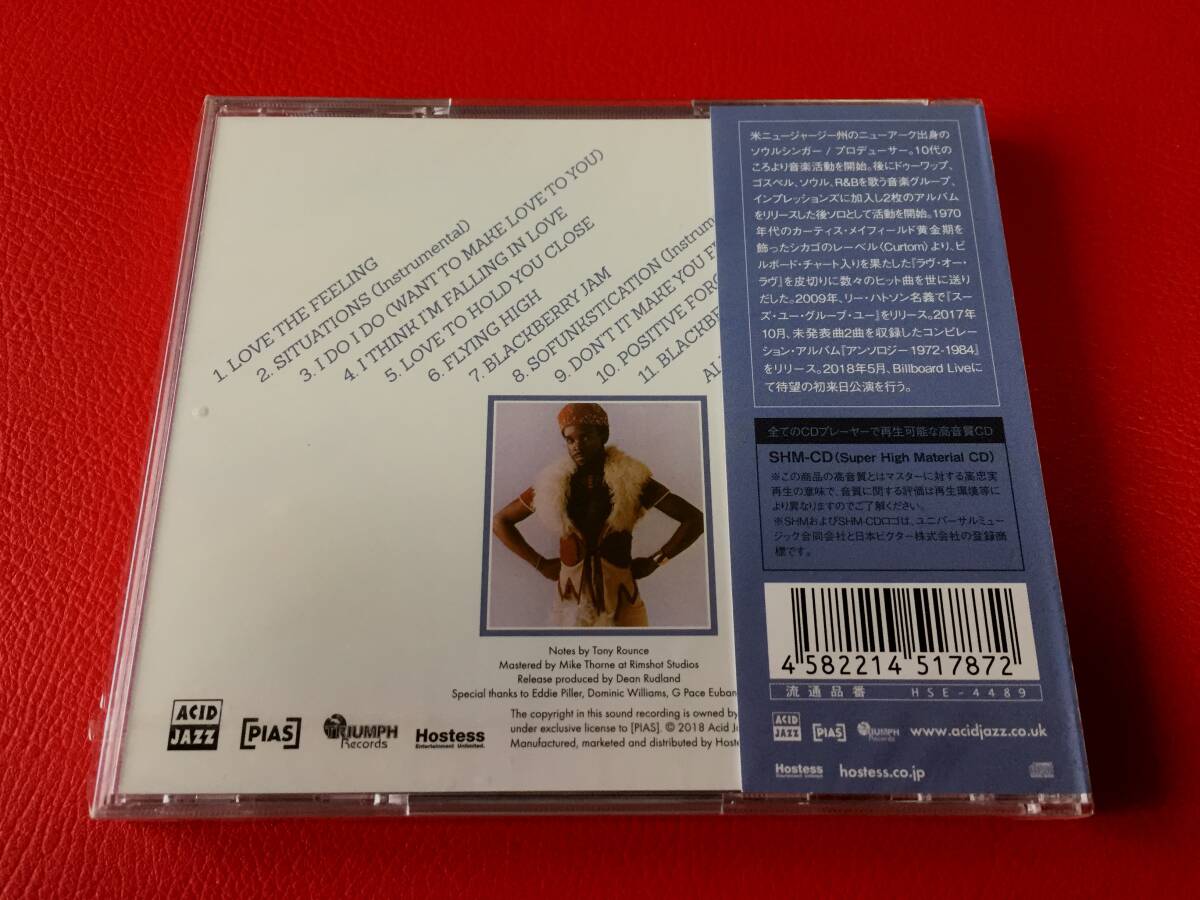 1. LOVE THE FEELING
2. SITUATIONS (Instrumental)
3. I DO I DO (WANT TO MAKE LOVE TO YOU)
4. I THINK I'M FALLING IN LOVE
5. LOVE TO HOLD YOU CLOSE
6. FLYING HIGH
7. BLACKBERRY JAM
8. SOFUNKSTICATION (Instrum
9. DON'T IT MAKE YOU F
10. POSITIVE FORC
11. BLACKBE
AL
Notes by Tony Rounce
Mastered by Mike Thorne at Rimshot Studios
Release produced by Dean Rudland
Special thanks to Eddie Piller, Dominic Williams, G Pace Euban
The copyright in this sound recording is owned by
under exclusive license to [PIAS]. © 2018 Acid J
Manufactured, marketed and distributed by Hoste
ACID
JAZZ
[PIAS]
TRIUMPH
Records
Hostess
Entertainment Unlimited.
米ニュージャージー州のニューアーク出身の
ソウルシンガー / プロデューサー。10代の
ころより音楽活動を開始。後にドゥーワップ、
ゴスペル、ソウル、R&Bを歌う音楽グループ、
インプレッションズに加入し2枚のアルバム
をリリースした後ソロとして活動を開始。1970
年代のカーティス・メイフィールド黄金期を
飾ったシカゴのレーベル〈Curtom〉より、ビ
ルボード・チャート入りを果たした『ラヴ・オー・
ラヴ』を皮切りに数々のヒット曲を世に送り
だした。2009年、リー・ハトソン名義で『スー
ズ・ユー・グループ・ユー』をリリース。2017年
10月、未発表曲2曲を収録したコンピレー
ション・アルバム『アンソロジー1972-1984』
をリリース。2018年5月、Billboard Liveに
て待望の初来日公演を行う。
全てのCDプレーヤーで再生可能な高音質CD
SHM-CD(Super High Material CD)
※この商品の高音質とはマスターに対する高忠実
再生の意味で、音質に関する評価は再生環境等に
より異なりますのでご了解ください。
※SHMおよびSHM-CDロゴは、ユニバーサルミュー
ジック合同会社と日本ビクター株式会社の登録商
標です。
4 582214 517872
流通品番 HSE-4489
ACID
JAZZ
[PIAS]
TRIUMPH
Records
www.acidjazz.co.uk
Hostess
Entertainment Unlimited.
hostess.co.jp